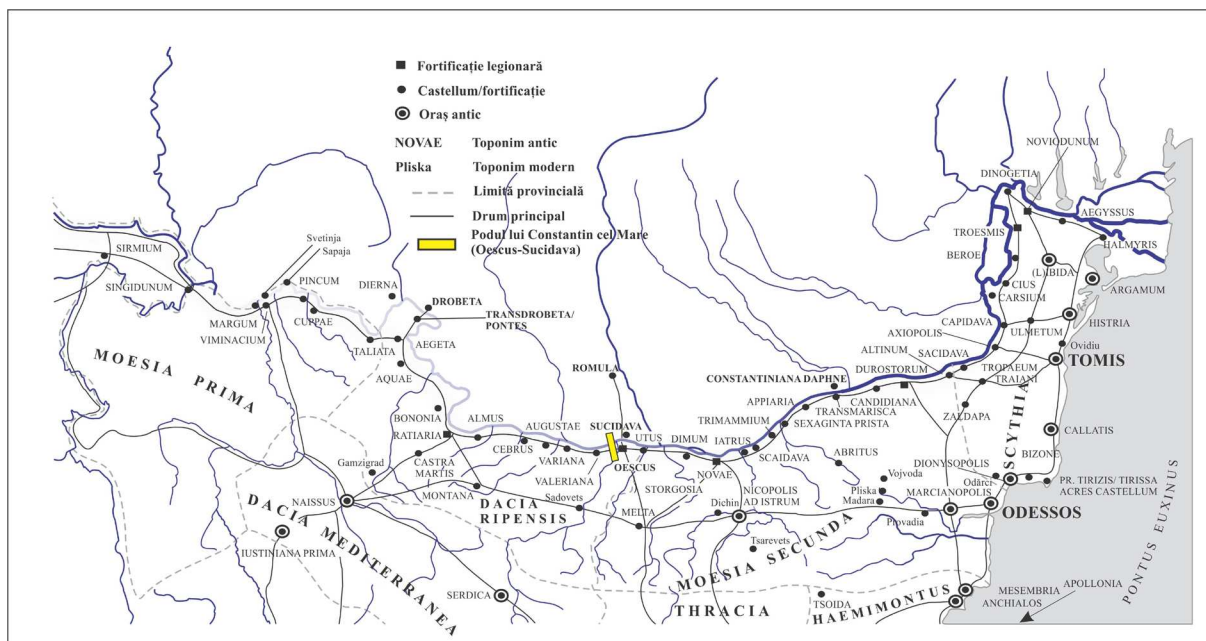 Fortificație legionară
Castellum/fortificație
Oraș antic
NOVAE Toponim antic
Pliska Toponim modern
Limită provincială
Drum principal
Podul lui Constantin cel Mare
(Oescus-Sucidava)
NOVIODUNUM
DINOGETIA
AEGYSSUS
TROESMIS
HALMYRIS
BEROE
(L)IBIDA
CIUS
ARGAMUM
CARSIUM
CAPIDAVA
ULMETUM
HISTRIA
AXIOPOLIS
Ovidiu
ALTINUM
SACIDAVA
TOMIS
DUROSTORUM
TROPAEUM
TRAIANI
SIRMIUM
Svetinja
Sapaja
SINGIDUNUM
PINCUM
DIERNA
DROBETA
MARGUM
VIMINACIUM
CUPPAE
TRANSDROBETA/
PONTES
TALIATA
AEGETA
MOESIA PRIMA
AQUAE
ROMULA
CONSTANTINIANA DAPHNE
APPIARIA
CANDIDIANA
TRANSMARISCA
ZALDAPA
SCYTHIA
BONONIA
ALMUS
AUGUSTAE
SUCIDAVA
TRIMAMMIUM
SEXAGINTA PRISTA
CALLATIS
RATIARIA
CEBRUS
UTUS
DIMUM
IATRUS
SCAIDAVA
ABRITUS
BIZONE
VARIANA
OESCUS
NOVAE
DIONYSOPOLIS
Gamzigrad
CASTRA
MARTIS
VALERIANA
Vojvoda
Odărci
PR. TIRIZIS/ TIRISSA
ACRES CASTELLUM
MONTANA
STORGOSIA
NICOPOLIS
AD ISTRUM
Pliska
Madara
MARCIANOPOLIS
NAISSUS
DACIA
RIPENSIS
Sadovets
Dichin
MELTA
Provadia
ODESSOS
DACIA MEDITERRANEA
IUSTINIANA PRIMA
Tsarevets
MOESIA SECUNDA
SERDICA
THRACIA
TSOIDA
HAEMIMONTUS
MESEMBRIA
ANCHIALOS
APOLLONIA
PONTUS EUXINUS